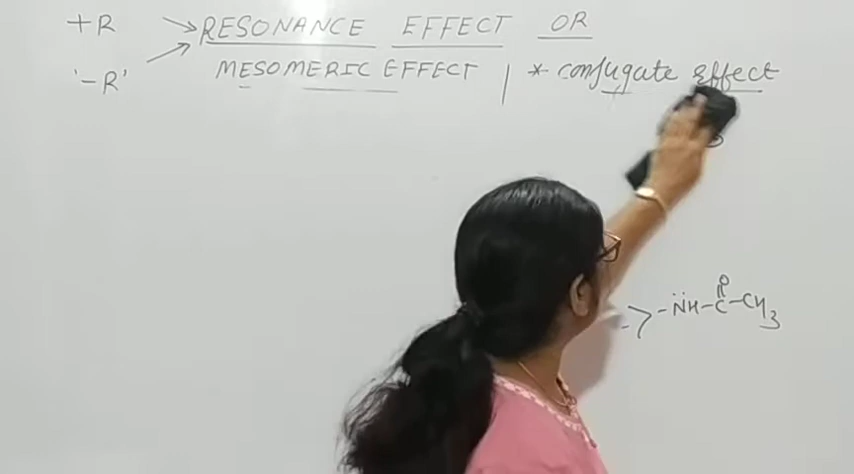 +R RESONANCE EFFECT OR
'-R' MESOMERIC EFFECT | * conjugate effect
O
-NH-C-CH3